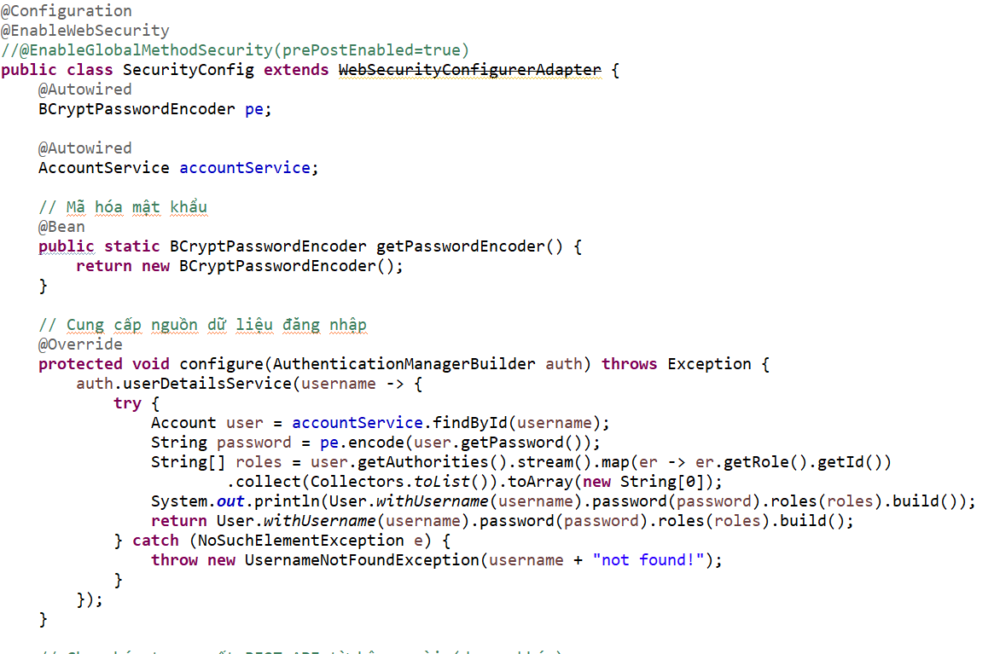 @Configuration
@EnableWebSecurity
//@EnableGlobalMethodSecurity(prePostEnabled=true)
public class SecurityConfig extends WebSecurityConfigurerAdapter {
    @Autowired
    BCryptPasswordEncoder pe;

    @Autowired
    AccountService accountService;

    // Mã hóa mật khẩu
    @Bean
    public static BCryptPasswordEncoder getPasswordEncoder() {
        return new BCryptPasswordEncoder();
    }

    // Cung cấp nguồn dữ liệu đăng nhập
    @Override
    protected void configure(AuthenticationManagerBuilder auth) throws Exception {
        auth.userDetailsService(username -> {
            try {
                Account user = accountService.findById(username);
                String password = pe.encode(user.getPassword());
                String[] roles = user.getAuthorities().stream().map(er -> er.getRole().getId())
                        .collect(Collectors.toList()).toArray(new String[0]);
                System.out.println(User.withUsername(username).password(password).roles(roles).build());
                return User.withUsername(username).password(password).roles(roles).build();
            } catch (NoSuchElementException e) {
                throw new UsernameNotFoundException(username + "not found!");
            }
        });
    }